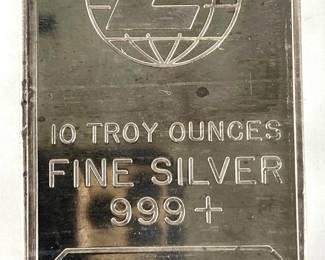 10 TROY OUNCES
FINE SILVER
999+